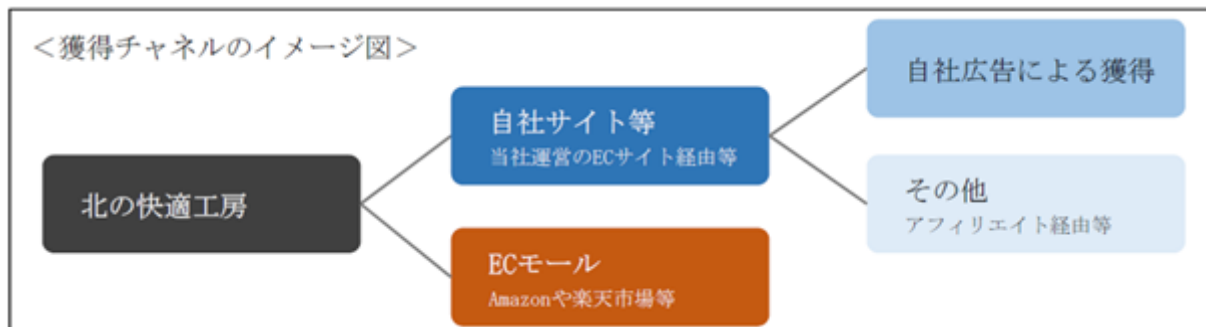 <獲得チャネルのイメージ図>
北の快適工房
自社サイト等
当社運営のECサイト経由等
ECモール
Amazonや楽天市場等
自社広告による獲得
その他
アフィリエイト経由等